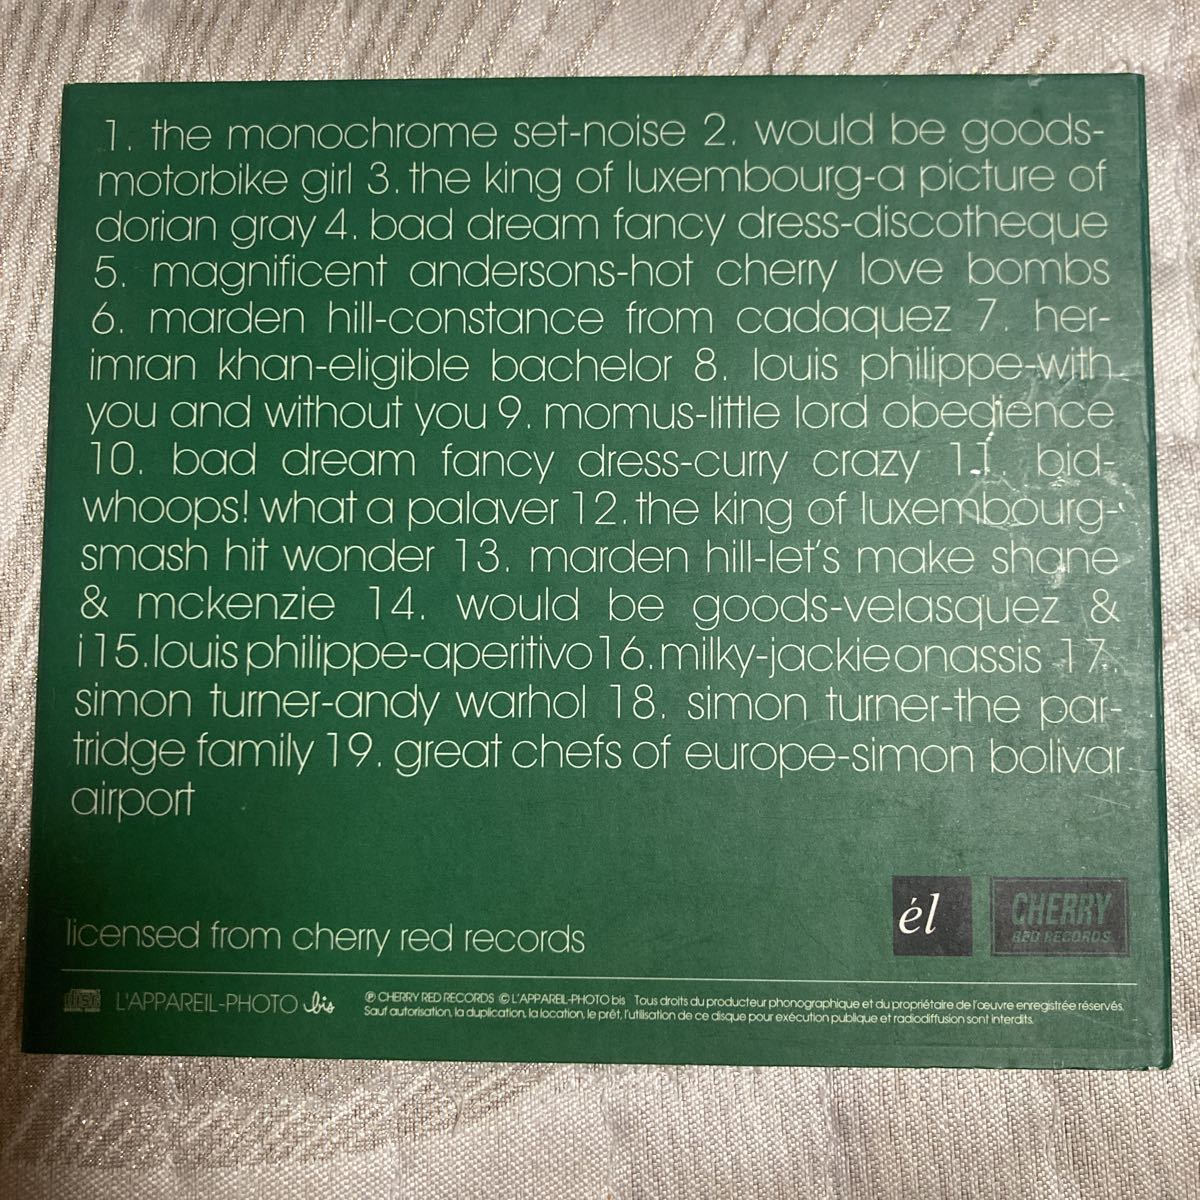 1. the monochrome set-noise 2. would be goods-
motorbike girl 3. the king of luxembourg-a picture of
dorian gray 4. bad dream fancy dress-discotheque
5. magnificent andersons-hot cherry love bombs
6. marden hill-constance from cadaquez 7. her-
imran khan-eligible bachelor 8. louis philippe-with
you and without you 9. momus-little lord obedience
10. bad dream fancy dress-curry crazy 11. bid-
whoops! what a palaver 12. the king of luxembourg-
smash hit wonder 13. marden hill-let's make shane
& mckenzie 14. would be goods-velasquez &
i 15. louis philippe-aperitivo 16. milky-jackie onassis 17.
simon turner-andy warhol 18. simon turner-the par-
tridge family 19. great chefs of europe-simon bolivar
airport
él
CHERRY
RED RECORDS
licensed from cherry red records
L'APPAREIL-PHOTO bis
℗ CHERRY RED RECORDS © L'APPAREIL-PHOTO bis Tous droits du producteur phonographique et du propriétaire de l'œuvre enregistrée réservés.
Sauf autorisation, la duplication, la location, le prêt, l'utilisation de ce disque pour exécution publique et radiodiffusion sont interdits.